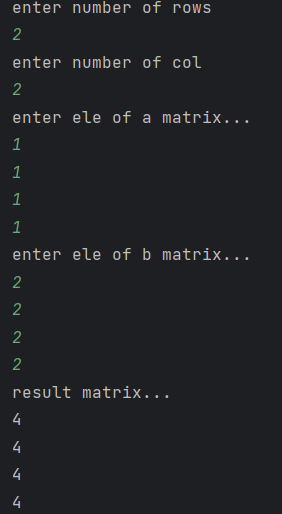 enter number of rows
2
enter number of col
2
enter ele of a matrix...
1
1
1
1
enter ele of b matrix...
2
2
2
2
result matrix...
4
4
4
4